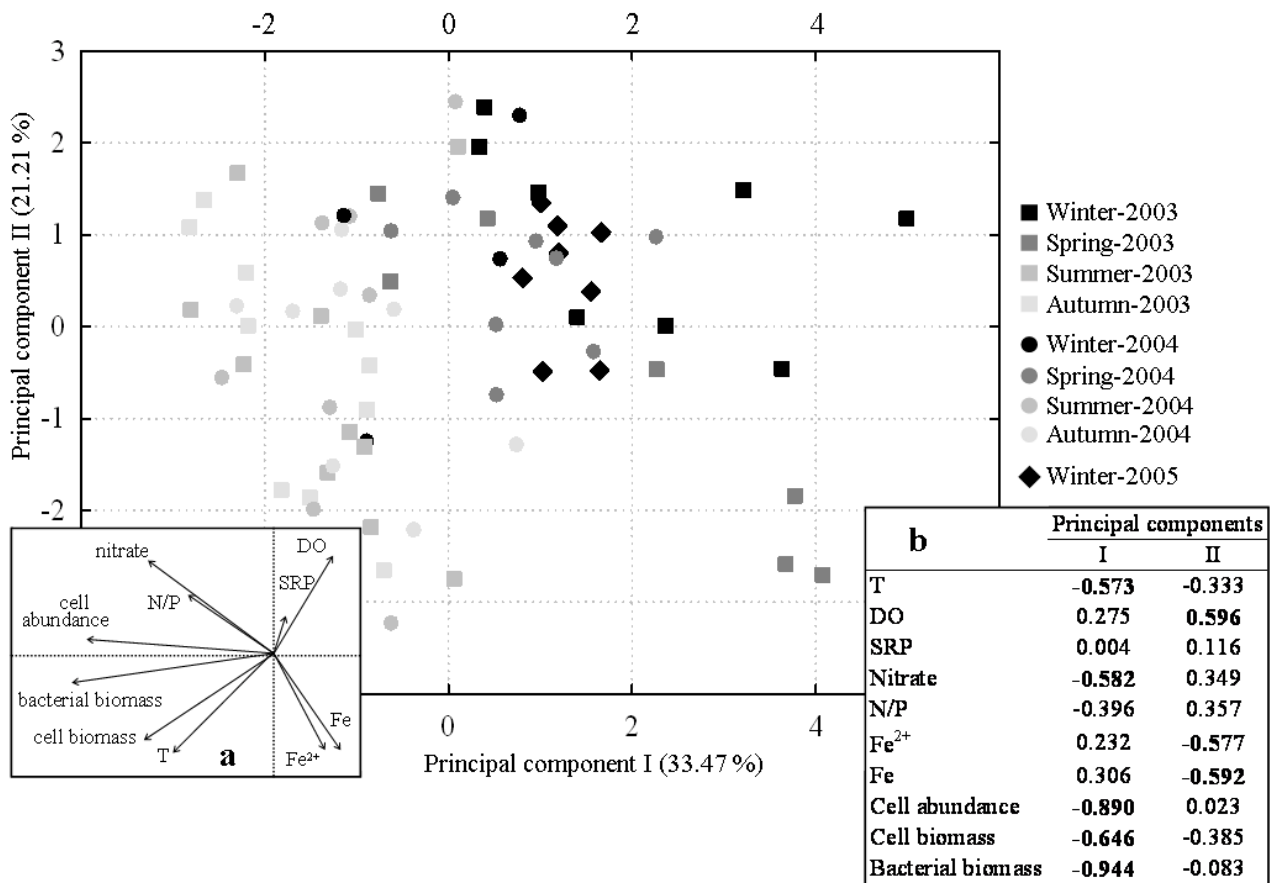 -2 0 2 4
3
2
1
0
-1
-2
Principal component II (21.21 %)
0 2 4
Principal component I (33.47 %)
Winter-2003
Spring-2003
Summer-2003
Autumn-2003
Winter-2004
Spring-2004
Summer-2004
Autumn-2004
Winter-2005
nitrate
DO
N/P
SRP
cell
abundance
bacterial biomass
cell biomass
T
a
Fe
Fe²⁺
b
Principal components
I II
T -0.573 -0.333
DO 0.275 0.596
SRP 0.004 0.116
Nitrate -0.582 0.349
N/P -0.396 0.357
Fe²⁺ 0.232 -0.577
Fe 0.306 -0.592
Cell abundance -0.890 0.023
Cell biomass -0.646 -0.385
Bacterial biomass -0.944 -0.083